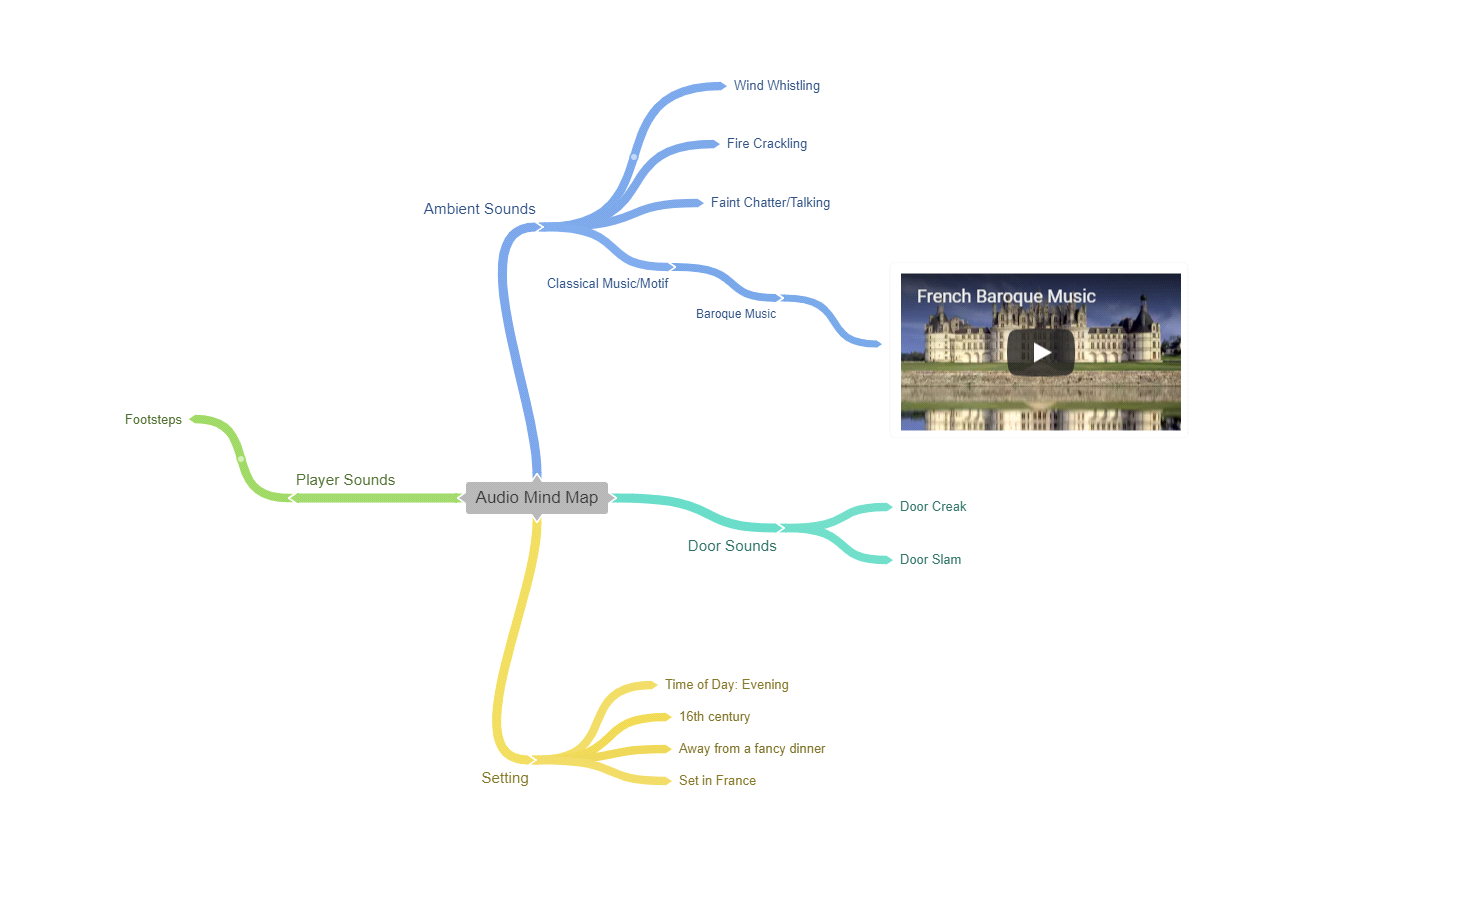 Wind Whistling
Fire Crackling
Faint Chatter/Talking
Ambient Sounds
Classical Music/Motif
Baroque Music
French Baroque Music
Footsteps
Player Sounds
Audio Mind Map
Door Creak
Door Sounds
Door Slam
Time of Day: Evening
16th century
Away from a fancy dinner
Setting
Set in France